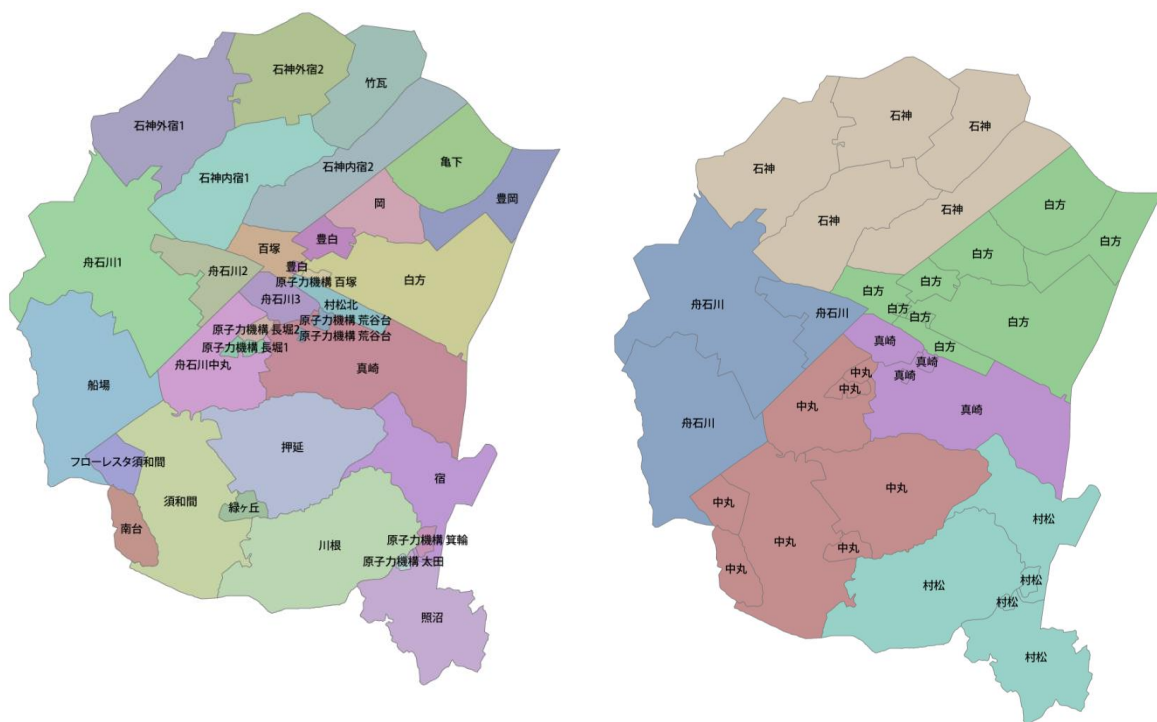 石神外宿2
竹瓦
石神外宿1
石神内宿2
石神内宿1
亀下
豊岡
岡
豊白
百塚
舟石川1
舟石川2
豊白
原子力機構 百塚
白方
舟石川3
村松北
原子力機構 荒谷台
原子力機構 長堀2
原子力機構 荒谷台
原子力機構 長堀1
舟石川中丸
真崎
船場
押延
フローレスタ須和間
宿
須和間
緑ヶ丘
南台
川根
原子力機構 箕輪
原子力機構 太田
照沼
石神
石神
石神
石神
石神
白方
白方
白方
白方
白方
白方
白方
白方
白方
舟石川
舟石川
舟石川
真崎
真崎
真崎
真崎
中丸
中丸
中丸
中丸
中丸
中丸
中丸
中丸
村松
村松
村松
村松
村松